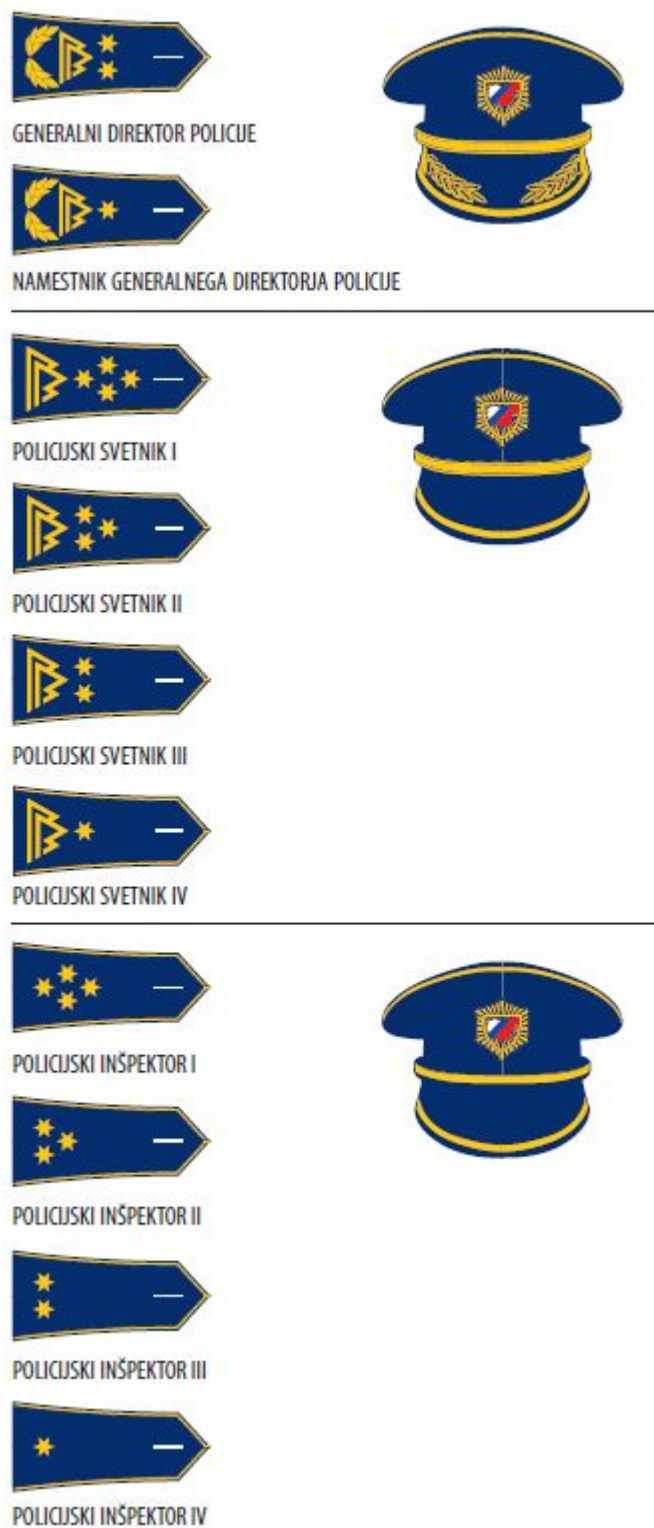 GENERALNI DIREKTOR POLICIJE
NAMESTNIK GENERALNEGA DIREKTORJA POLICIJE
POLICIJSKI SVETNIK I
POLICIJSKI SVETNIK II
POLICIJSKI SVETNIK III
POLICIJSKI SVETNIK IV
POLICIJSKI INŠPEKTOR I
POLICIJSKI INŠPEKTOR II
POLICIJSKI INŠPEKTOR III
POLICIJSKI INŠPEKTOR IV